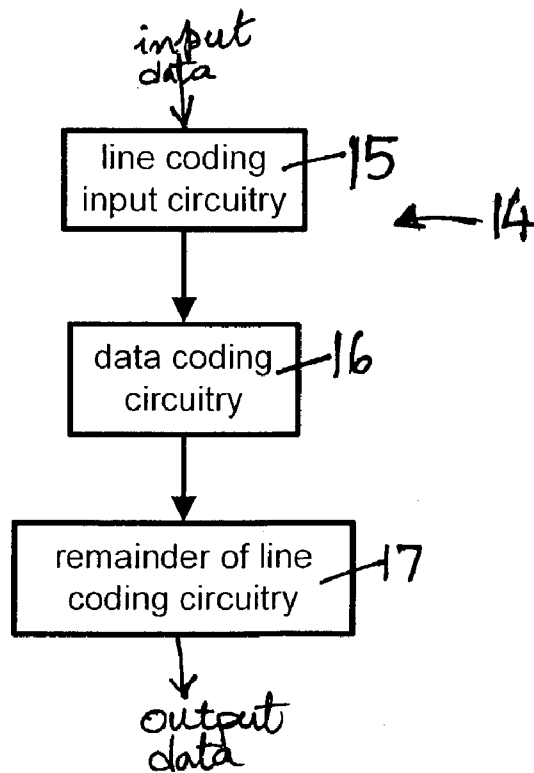 input
data
line coding
input circuitry
15
14
data coding
circuitry
16
remainder of line
coding circuitry
17
output
data